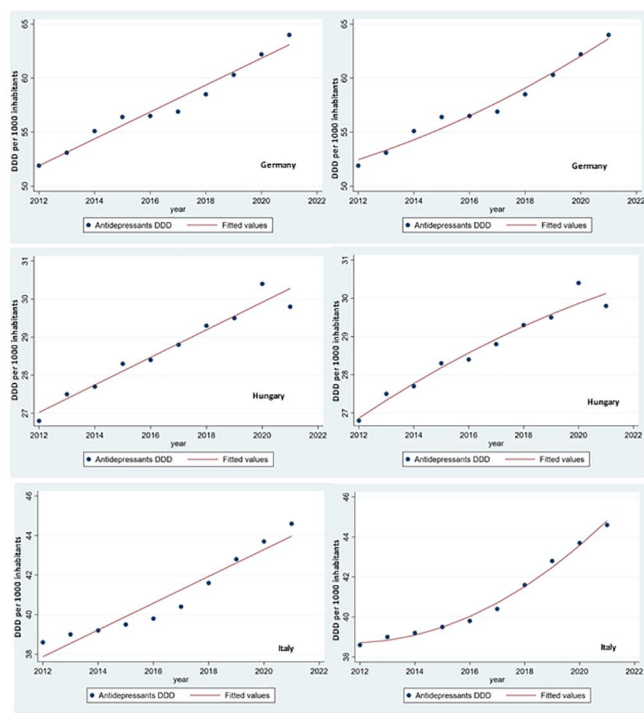 DDD per 1000 inhabitants
50 55 60 65
2012 2014 2016 2018 2020 2022
year
Germany
Antidepressants DDD Fitted values
DDD per 1000 inhabitants
50 55 60 65
2012 2014 2016 2018 2020 2022
year
Germany
Antidepressants DDD Fitted values
DDD per 1000 inhabitants
27 28 29 30 31
2012 2014 2016 2018 2020 2022
year
Hungary
Antidepressants DDD Fitted values
DDD per 1000 inhabitants
27 28 29 30 31
2012 2014 2016 2018 2020 2022
year
Hungary
Antidepressants DDD Fitted values
DDD per 1000 inhabitants
38 40 42 44 46
2012 2014 2016 2018 2020 2022
year
Italy
Antidepressants DDD Fitted values
DDD per 1000 inhabitants
38 40 42 44 46
2012 2014 2016 2018 2020 2022
year
Italy
Antidepressants DDD Fitted values